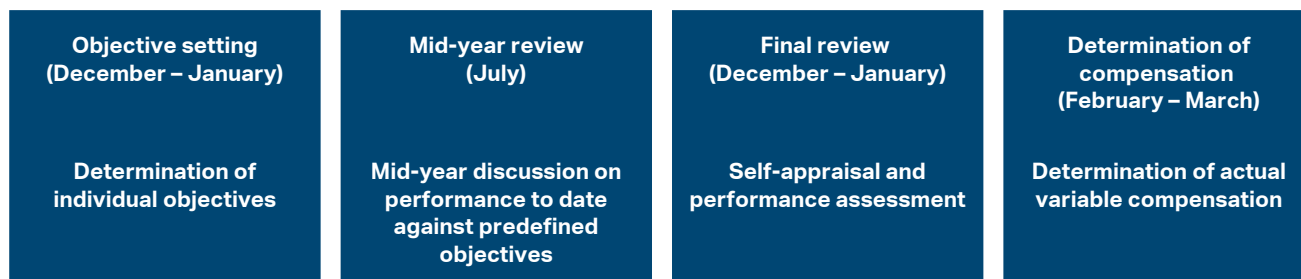 Objective setting
(December – January)
Determination of
individual objectives
Mid-year review
(July)
Mid-year discussion on
performance to date
against predefined
objectives
Final review
(December – January)
Self-appraisal and
performance assessment
Determination of
compensation
(February – March)
Determination of actual
variable compensation